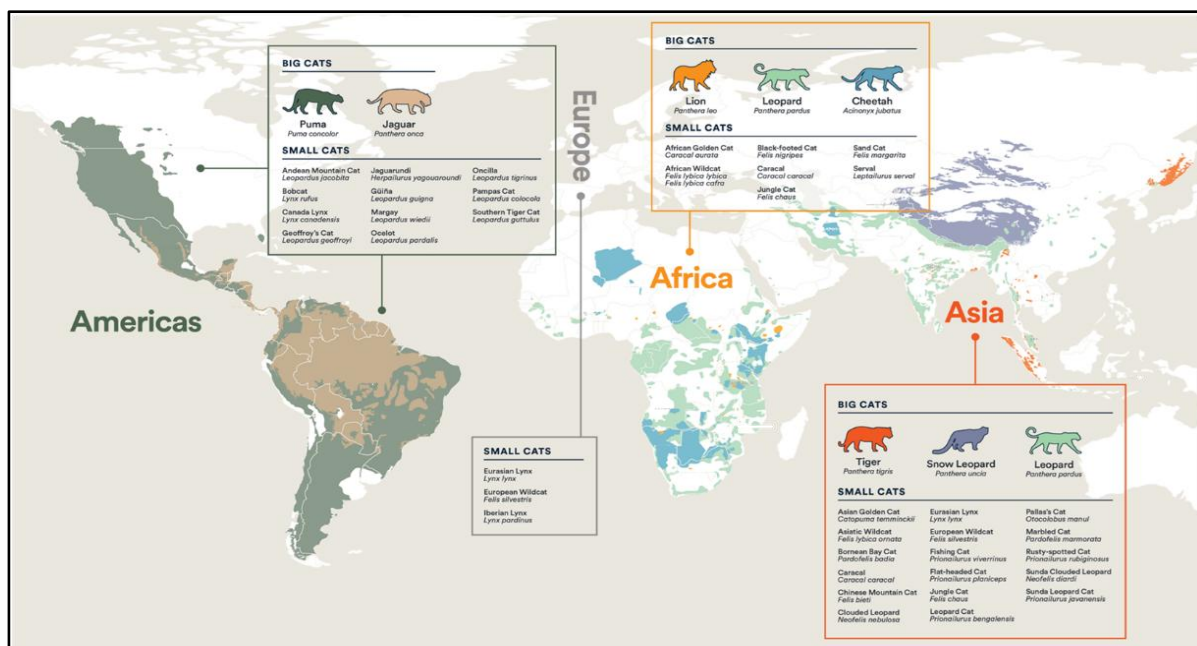 BIG CATS
Puma
Puma concolor
Jaguar
Panthera onca
SMALL CATS
Andean Mountain Cat
Leopardus jacobita
Bobcat
Lynx rufus
Canada Lynx
Lynx canadensis
Geoffroy's Cat
Leopardus geoffroyi
Jaguarundi
Herpailurus yagouaroundi
Güiña
Leopardus guigna
Margay
Leopardus wiedii
Ocelot
Leopardus pardalis
Oncilla
Leopardus tigrinus
Pampas Cat
Leopardus colocola
Southern Tiger Cat
Leopardus guttulus
Americas
Europe
SMALL CATS
Eurasian Lynx
Lynx lynx
European Wildcat
Felis silvestris
Iberian Lynx
Lynx pardinus
BIG CATS
Lion
Panthera leo
Leopard
Panthera pardus
Cheetah
Acinonyx jubatus
SMALL CATS
African Golden Cat
Caracal aurata
African Wildcat
Felis lybica lybica
Felis lybica cafra
Black-footed Cat
Felis nigripes
Caracal
Caracal caracal
Jungle Cat
Felis chaus
Sand Cat
Felis margarita
Serval
Leptailurus serval
Africa
Asia
BIG CATS
Tiger
Panthera tigris
Snow Leopard
Panthera uncia
Leopard
Panthera pardus
SMALL CATS
Asian Golden Cat
Catopuma temminckii
Asiatic Wildcat
Felis lybica ornata
Bornean Bay Cat
Pardofelis badia
Caracal
Caracal caracal
Chinese Mountain Cat
Felis bieti
Clouded Leopard
Neofelis nebulosa
Eurasian Lynx
Lynx lynx
European Wildcat
Felis silvestris
Fishing Cat
Prionailurus viverrinus
Flat-headed Cat
Prionailurus planiceps
Jungle Cat
Felis chaus
Leopard Cat
Prionailurus bengalensis
Pallas's Cat
Otocolobus manul
Marbled Cat
Pardofelis marmorata
Rusty-spotted Cat
Prionailurus rubiginosus
Sunda Clouded Leopard
Neofelis diardi
Sunda Leopard Cat
Prionailurus javanensis